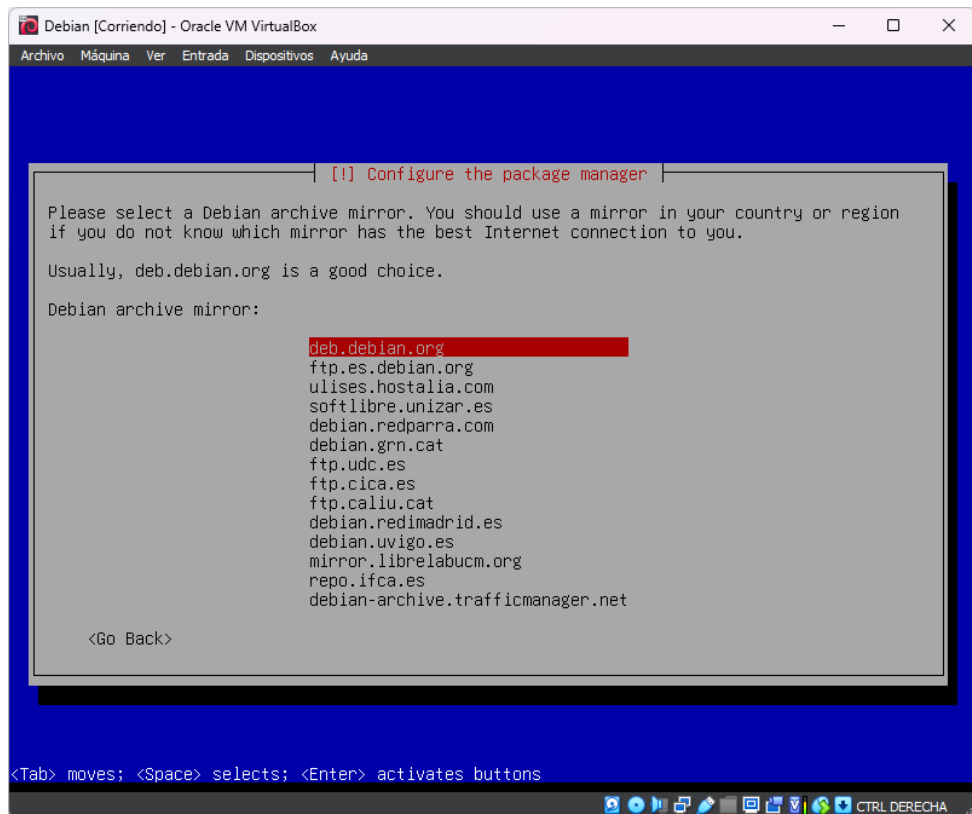 Debian [Corriendo] - Oracle VM VirtualBox
Archivo Máquina Ver Entrada Dispositivos Ayuda
[!] Configure the package manager
Please select a Debian archive mirror. You should use a mirror in your country or region
if you do not know which mirror has the best Internet connection to you.
Usually, deb.debian.org is a good choice.
Debian archive mirror:
deb.debian.org
ftp.es.debian.org
ulises.hostalia.com
softlibre.unizar.es
debian.redparra.com
debian.grn.cat
ftp.udc.es
ftp.cica.es
ftp.caliu.cat
debian.redimadrid.es
debian.uvigo.es
mirror.librelabucm.org
repo.ifca.es
debian-archive.trafficmanager.net
<Go Back>
<Tab> moves; <Space> selects; <Enter> activates buttons
CTRL DERECHA